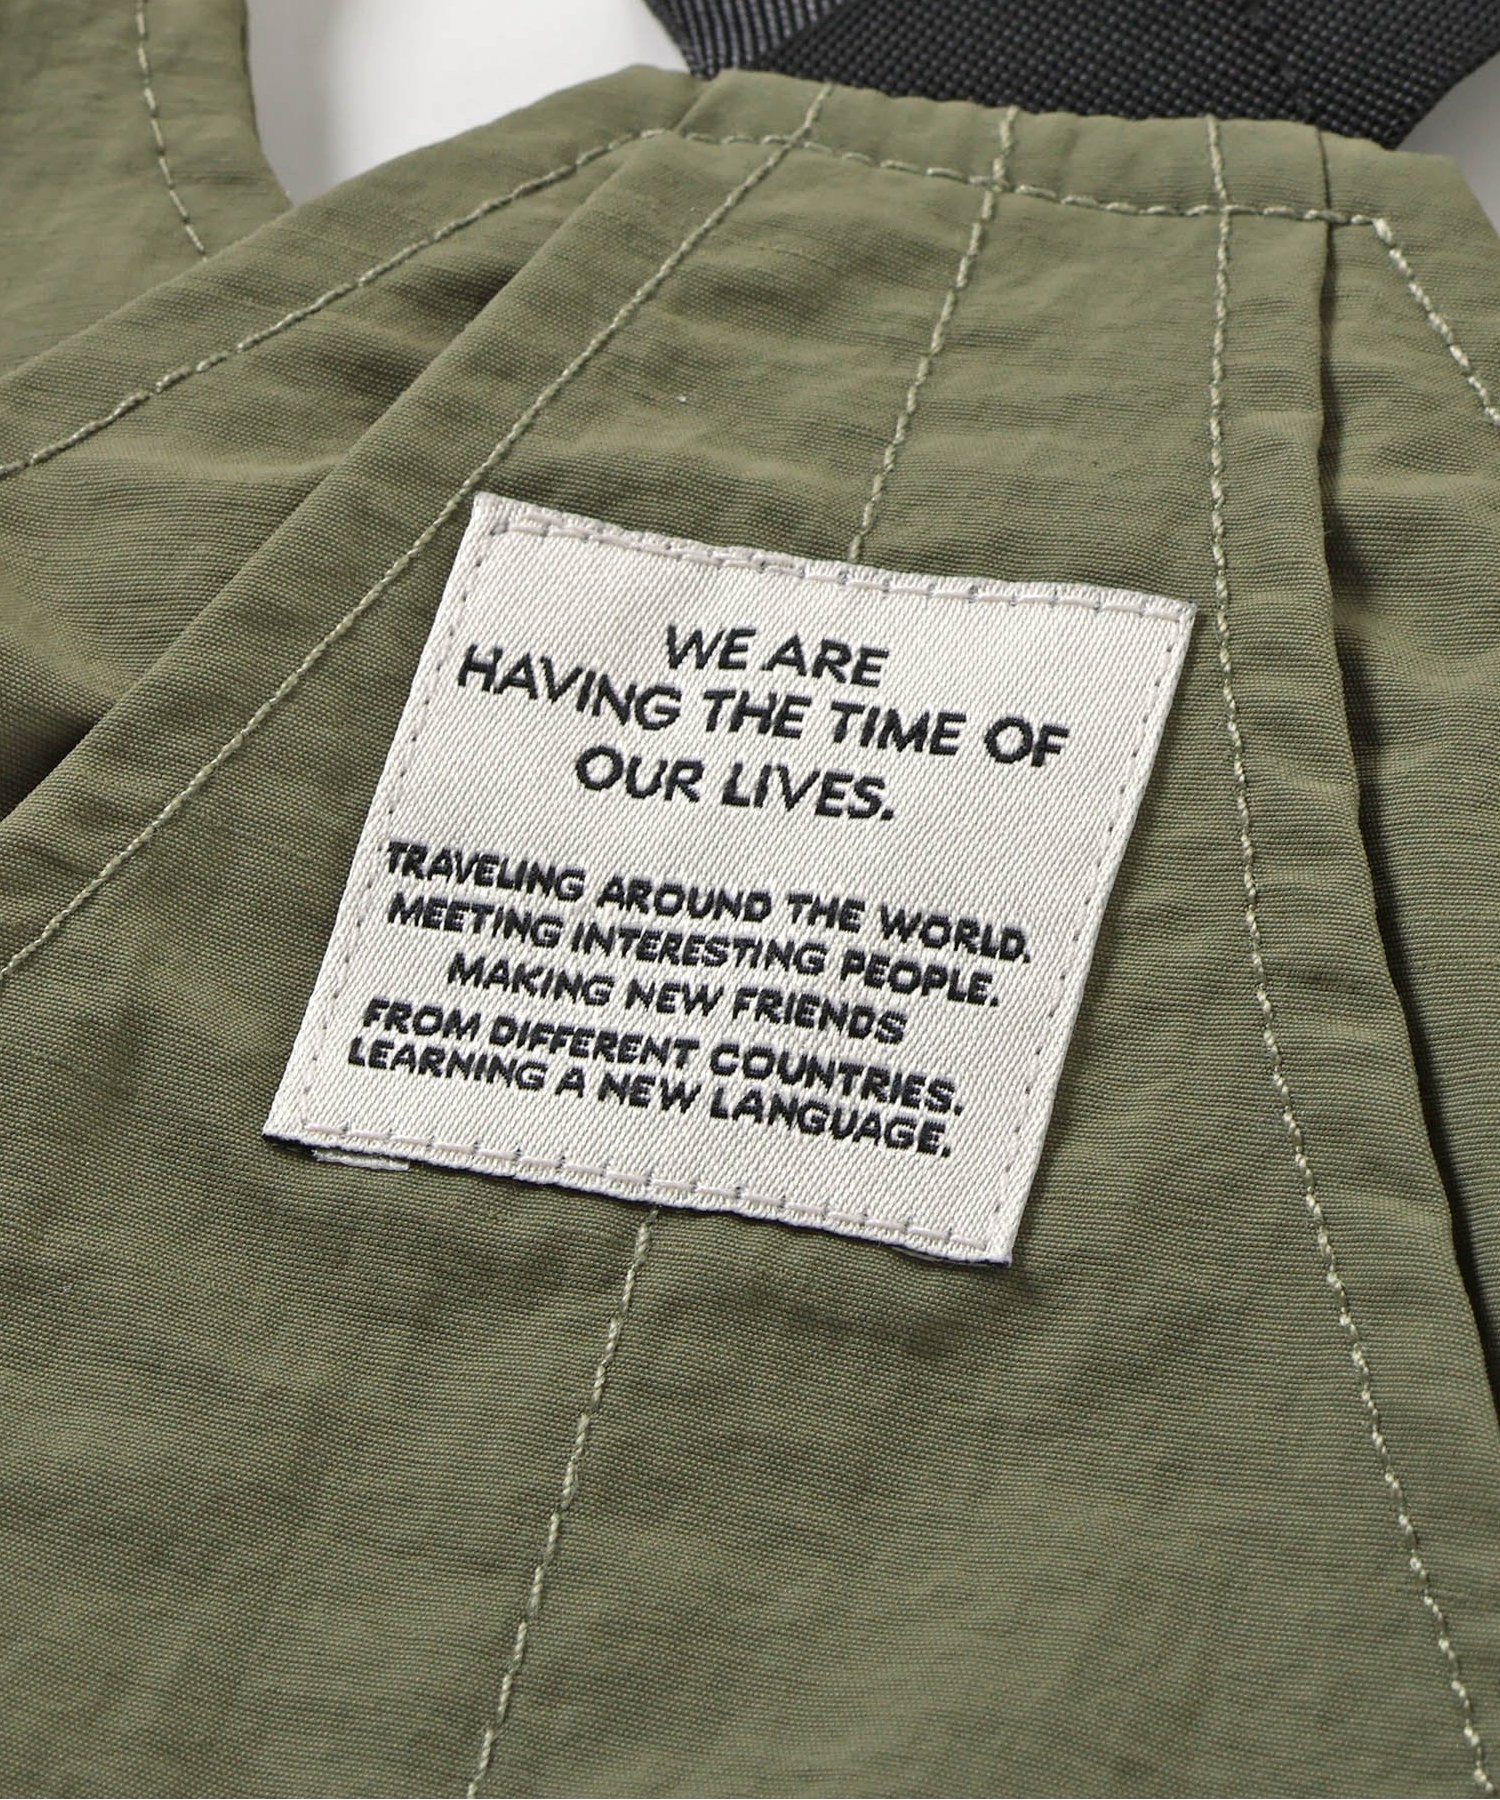 WE ARE
HAVING THE TIME OF
OUR LIVES.
TRAVELING AROUND THE WORLD.
MEETING INTERESTING PEOPLE.
MAKING NEW FRIENDS
FROM DIFFERENT COUNTRIES.
LEARNING A NEW LANGUAGE.